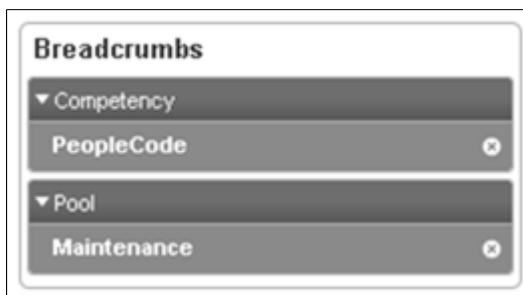 Breadcrumbs
Competency
PeopleCode
Pool
Maintenance